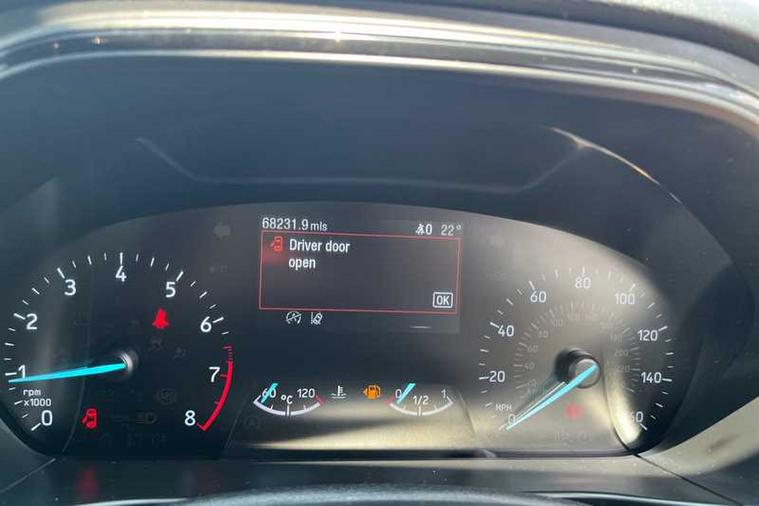 68231.9 mls 0 22°
Driver door
open
OK
0 1 2 3 4 5 6 7 8
rpm
x1000
60 °C 120
0 1/2 1
0 20 40 60 80 100 120 140
MPH